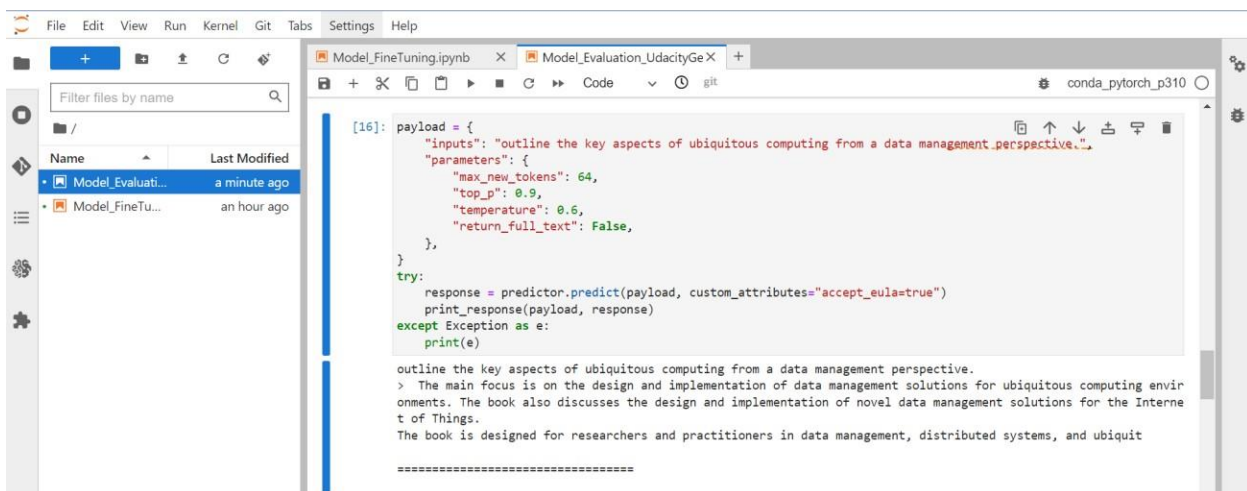 File Edit View Run Kernel Git Tabs Settings Help
Model_FineTuning.ipynb
Model_Evaluation_UdacityGe
Filter files by name
Code
git
conda_pytorch_p310
/
Name Last Modified
Model_Evaluati... a minute ago
Model_FineTu... an hour ago
[16]: payload = {
"inputs": "outline the key aspects of ubiquitous computing from a data management perspective.",
"parameters": {
"max_new_tokens": 64,
"top_p": 0.9,
"temperature": 0.6,
"return_full_text": False,
},
}
try:
response = predictor.predict(payload, custom_attributes="accept_eula=true")
print_response(payload, response)
except Exception as e:
print(e)
outline the key aspects of ubiquitous computing from a data management perspective.
> The main focus is on the design and implementation of data management solutions for ubiquitous computing envir
onments. The book also discusses the design and implementation of novel data management solutions for the Interne
t of Things.
The book is designed for researchers and practitioners in data management, distributed systems, and ubiquit
==================================